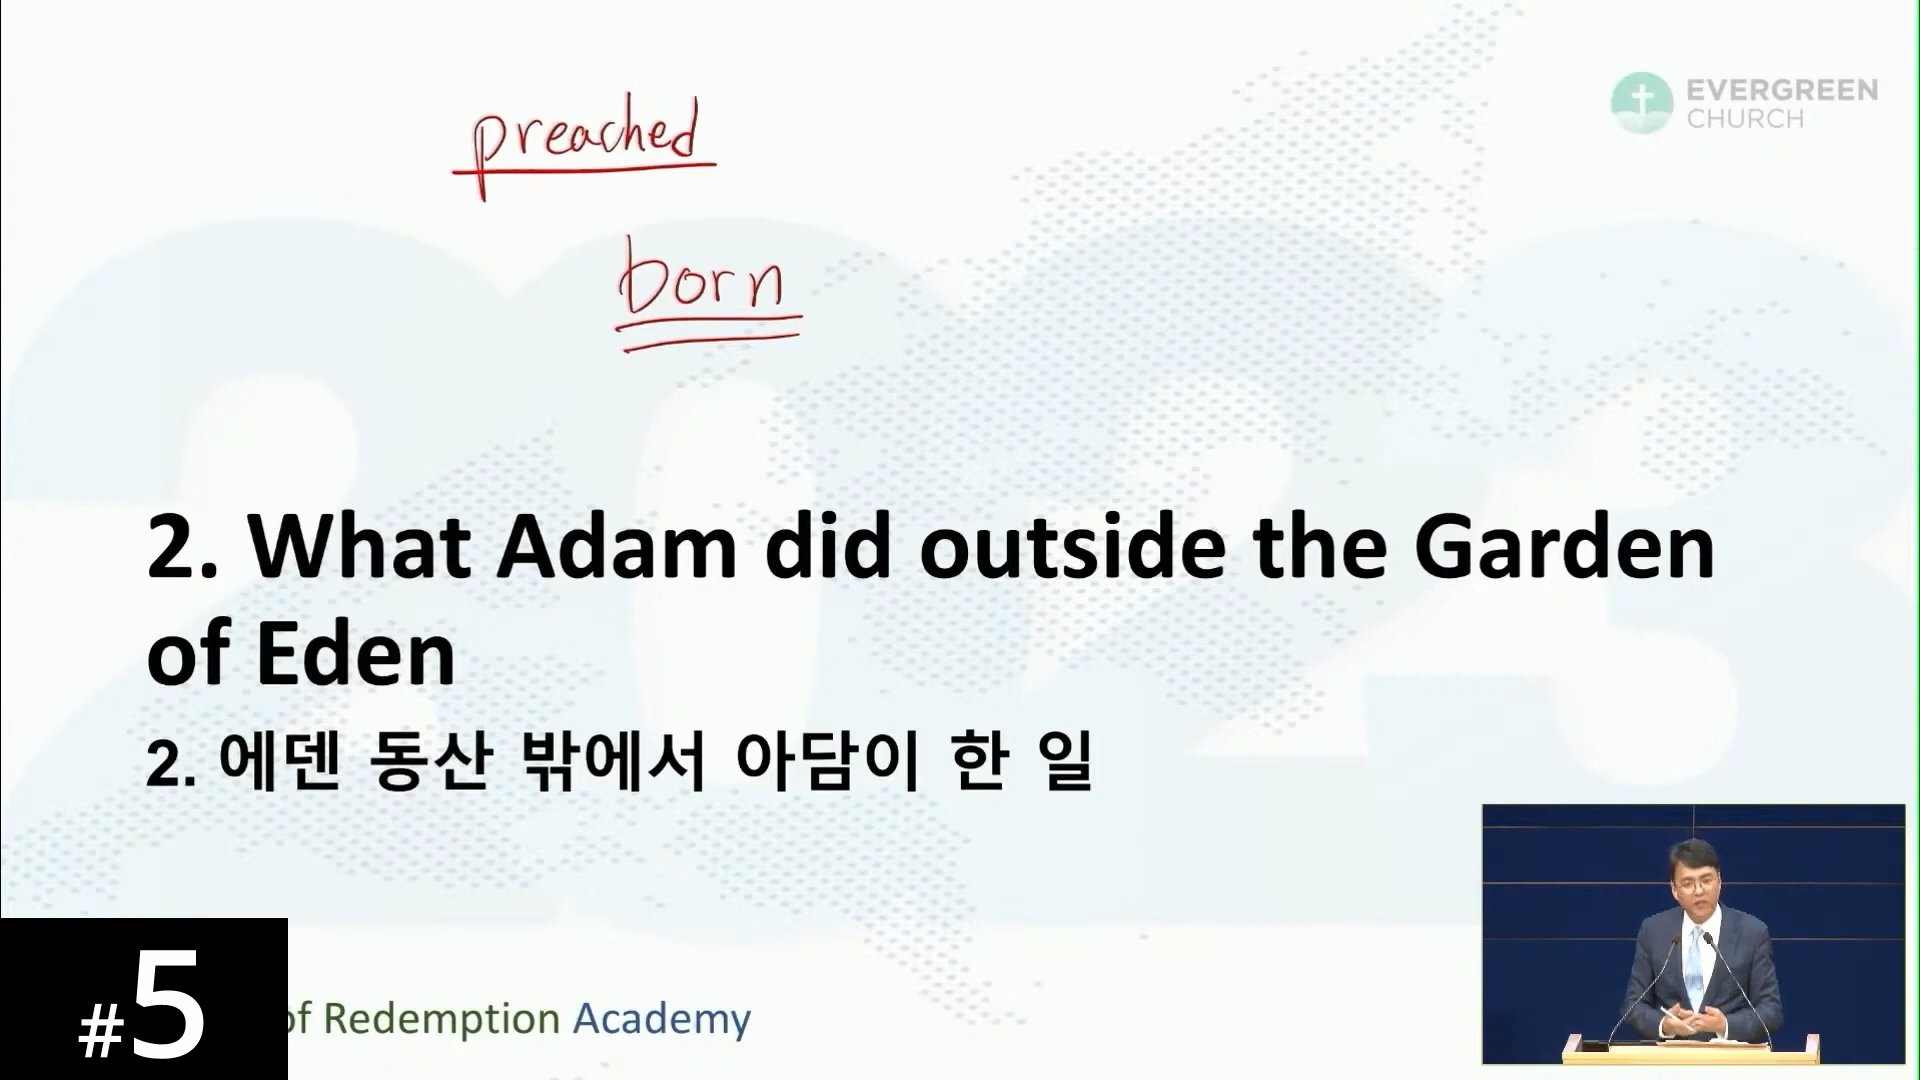 preached
EVERGREEN
CHURCH
born
2. What Adam did outside the Garden
of Eden
2. 에덴 동산 밖에서 아담이 한 일
#5
of Redemption Academy